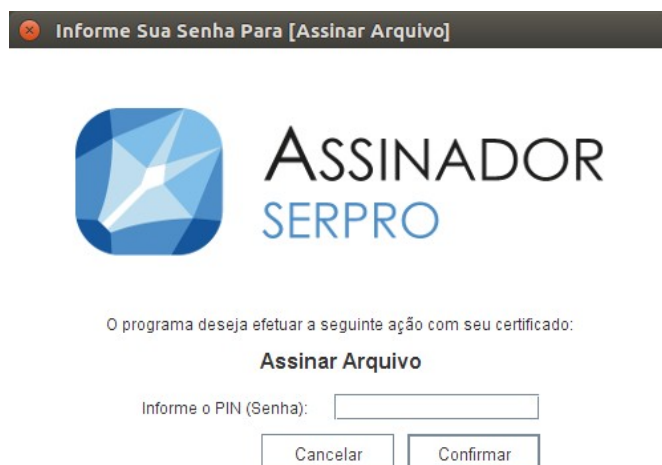 Informe Sua Senha Para [Assinar Arquivo]
ASSINADOR
SERPRO
O programa deseja efetuar a seguinte ação com seu certificado:
Assinar Arquivo
Informe o PIN (Senha):
Cancelar Confirmar